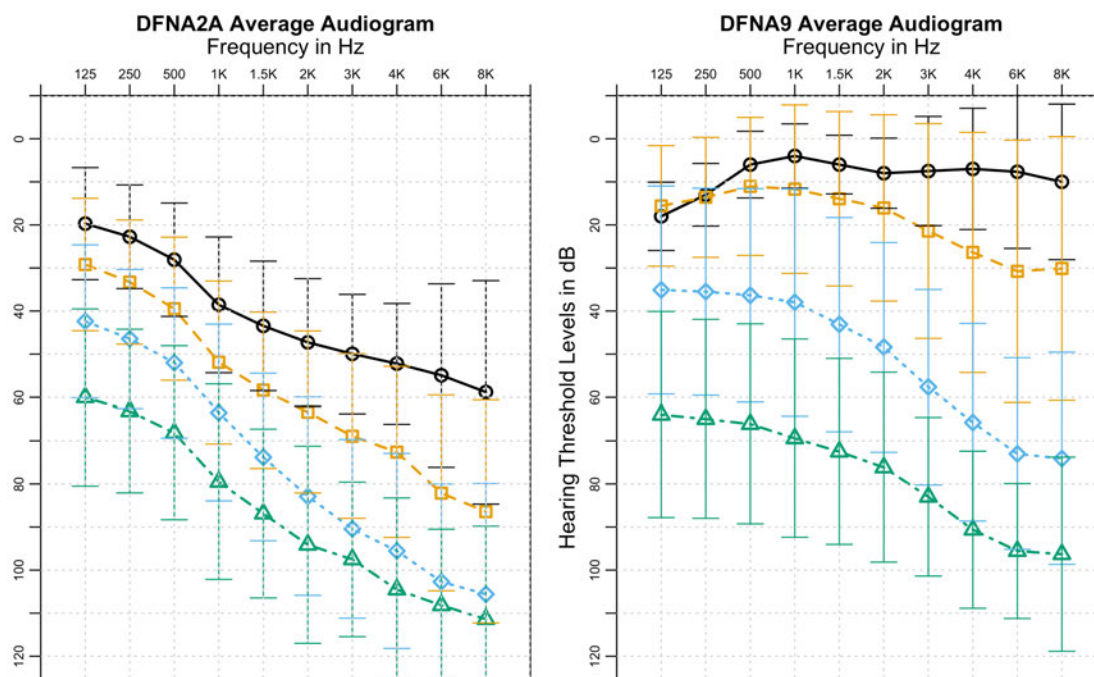 DFNA2A Average Audiogram
Frequency in Hz
125 250 500 1K 1.5K 2K 3K 4K 6K 8K
0
20
40
60
80
100
120
DFNA9 Average Audiogram
Frequency in Hz
125 250 500 1K 1.5K 2K 3K 4K 6K 8K
Hearing Threshold Levels in dB
0
20
40
60
80
100
120